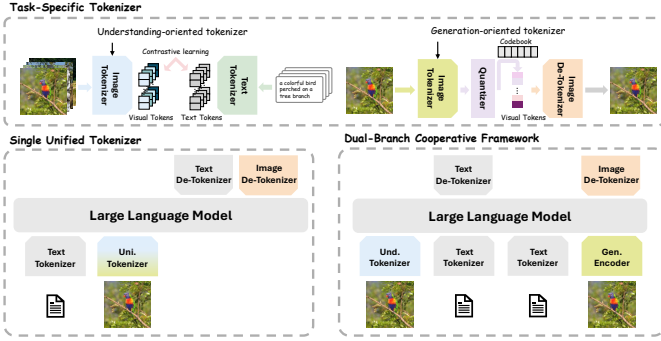 Task-Specific Tokenizer
Understanding-oriented tokenizer
Generation-oriented tokenizer
Contrastive learning
Codebook
Image
Tokenizer
Text
Tokenizer
a colorful bird
perched on a
tree branch
Visual Tokens
Text Tokens
Image
Tokenizer
Quantizer
Visual Tokens
Image
De-Tokenizer
Single Unified Tokenizer
Text
De-Tokenizer
Image
De-Tokenizer
Large Language Model
Text
Tokenizer
Uni.
Tokenizer
Dual-Branch Cooperative Framework
Text
De-Tokenizer
Image
De-Tokenizer
Large Language Model
Und.
Tokenizer
Text
Tokenizer
Text
Tokenizer
Gen.
Encoder